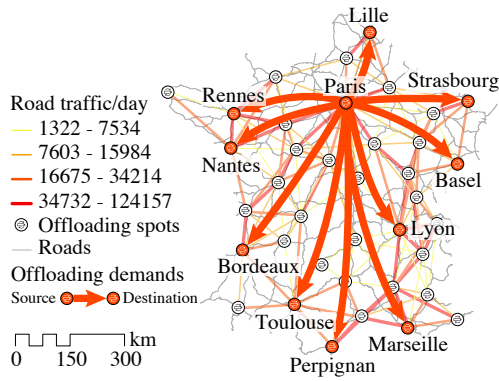 Lille
Paris
Strasbourg
Rennes
Road traffic/day
1322 - 7534
7603 - 15984
16675 - 34214
34732 - 124157
Offloading spots
Roads
Offloading demands
Source
Destination
Nantes
Basel
Lyon
Bordeaux
Toulouse
Marseille
Perpignan
km
0 150 300